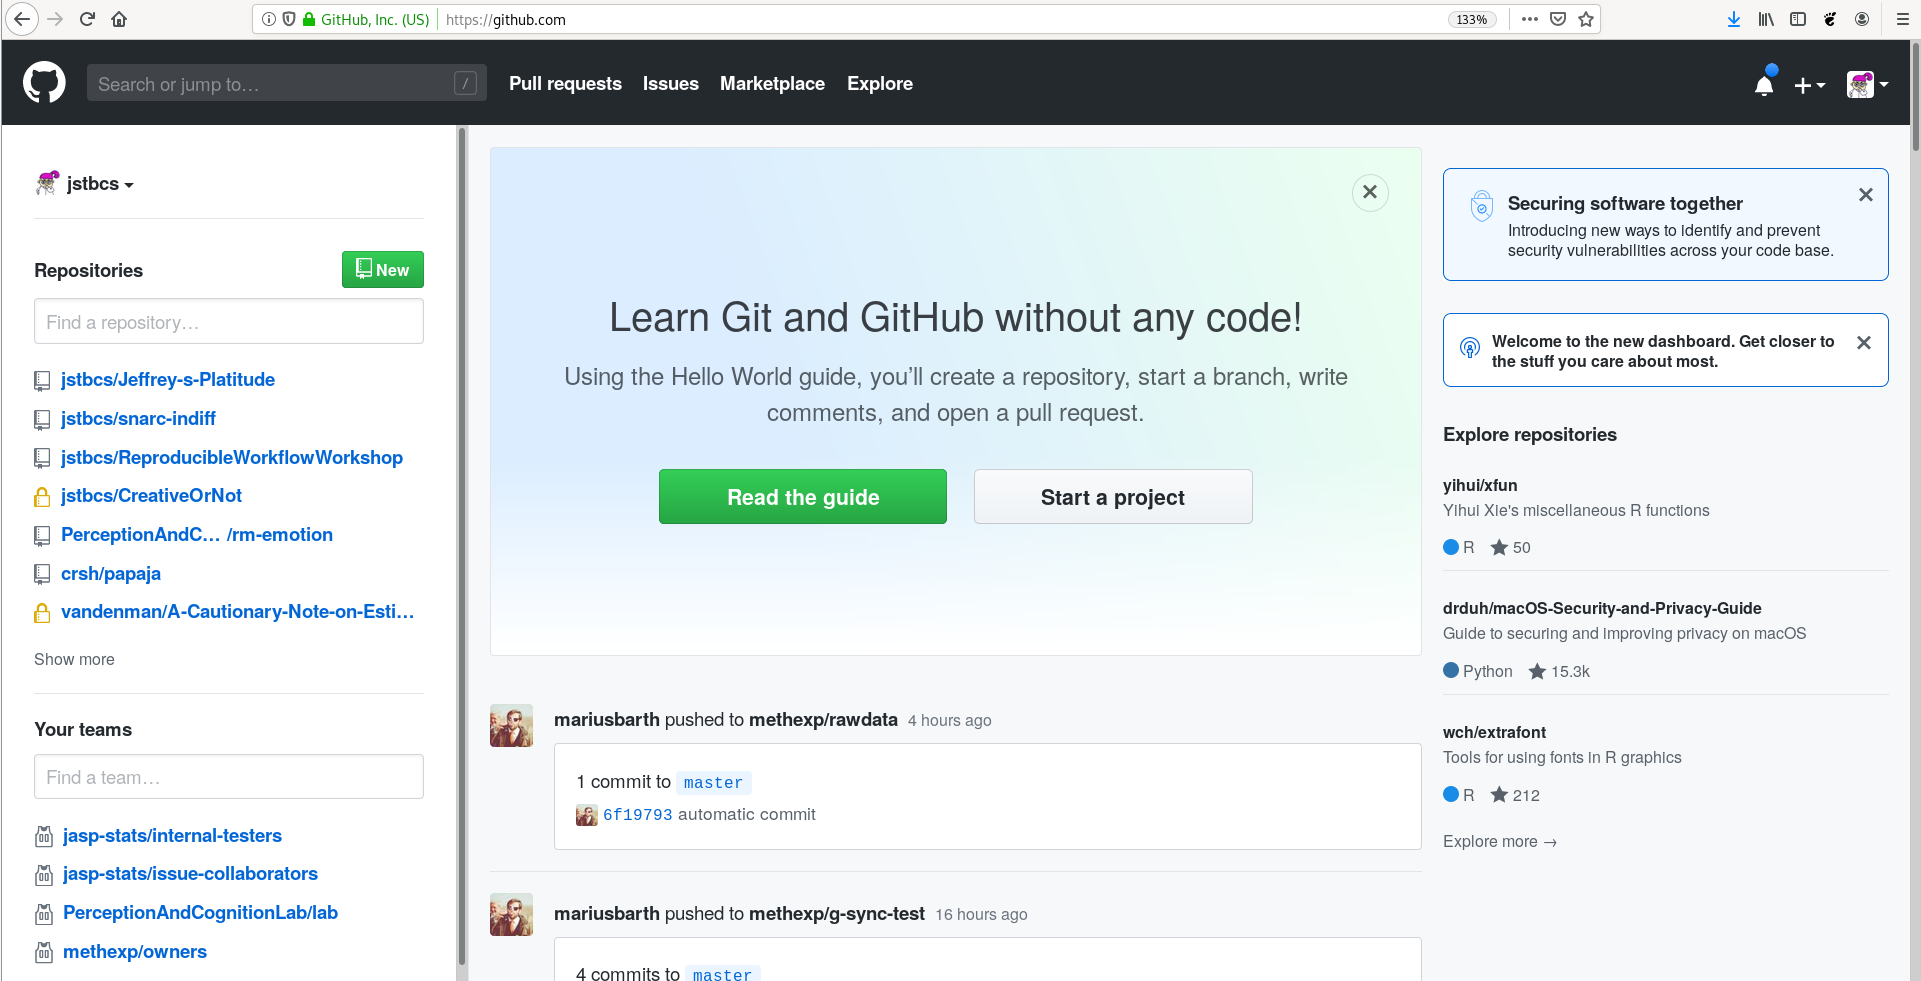 GitHub, Inc. (US)
https://github.com
133%
Search or jump to…
/
Pull requests
Issues
Marketplace
Explore
jstbcs
Repositories
New
Find a repository…
jstbcs/Jeffrey-s-Platitude
jstbcs/snarc-indiff
jstbcs/ReproducibleWorkflowWorkshop
jstbcs/CreativeOrNot
PerceptionAndC… /rm-emotion
crsh/papaja
vandenman/A-Cautionary-Note-on-Esti…
Show more
Your teams
Find a team…
jasp-stats/internal-testers
jasp-stats/issue-collaborators
PerceptionAndCognitionLab/lab
methexp/owners
Learn Git and GitHub without any code!
Using the Hello World guide, you’ll create a repository, start a branch, write
comments, and open a pull request.
Read the guide
Start a project
mariusbarth pushed to methexp/rawdata 4 hours ago
1 commit to master
6f19793 automatic commit
mariusbarth pushed to methexp/g-sync-test 16 hours ago
4 commits to master
Securing software together
Introducing new ways to identify and prevent
security vulnerabilities across your code base.
Welcome to the new dashboard. Get closer to
the stuff you care about most.
Explore repositories
yihui/xfun
Yihui Xie's miscellaneous R functions
R 50
drduh/macOS-Security-and-Privacy-Guide
Guide to securing and improving privacy on macOS
Python 15.3k
wch/extrafont
Tools for using fonts in R graphics
R 212
Explore more →